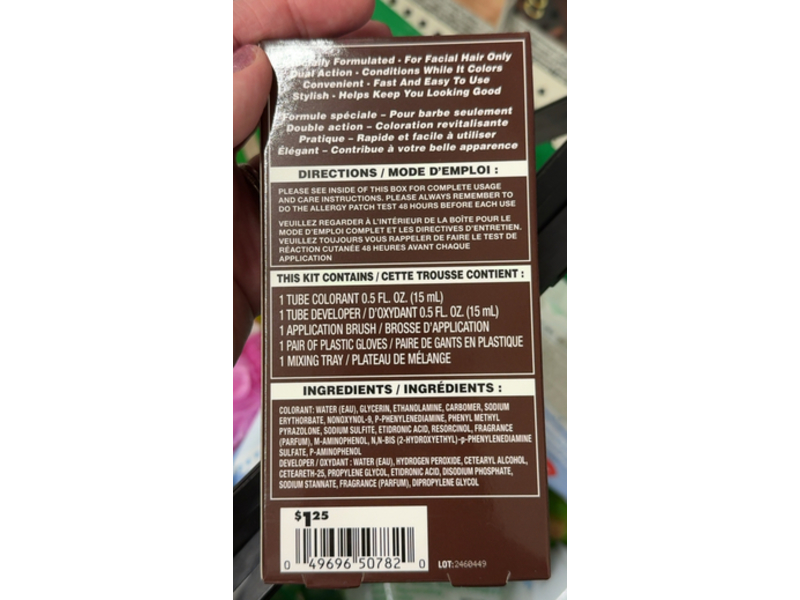 ly Formulated - For Facial Hair Only
Dual Action - Conditions While It Colors
Convenient - Fast And Easy To Use
Stylish - Helps Keep You Looking Good
Formule spéciale – Pour barbe seulement
Double action – Coloration revitalisante
Pratique – Rapide et facile à utiliser
Élégant – Contribue à votre belle apparence
DIRECTIONS / MODE D'EMPLOI :
PLEASE SEE INSIDE OF THIS BOX FOR COMPLETE USAGE
AND CARE INSTRUCTIONS. PLEASE ALWAYS REMEMBER TO
DO THE ALLERGY PATCH TEST 48 HOURS BEFORE EACH USE
VEUILLEZ REGARDER À L'INTÉRIEUR DE LA BOÎTE POUR LE
MODE D'EMPLOI COMPLET ET LES DIRECTIVES D'ENTRETIEN.
VEUILLEZ TOUJOURS VOUS RAPPELER DE FAIRE LE TEST DE
RÉACTION CUTANÉE 48 HEURES AVANT CHAQUE
APPLICATION
THIS KIT CONTAINS / CETTE TROUSSE CONTIENT :
1 TUBE COLORANT 0.5 FL. OZ. (15 mL)
1 TUBE DEVELOPER / D'OXYDANT 0.5 FL. OZ. (15 mL)
1 APPLICATION BRUSH / BROSSE D'APPLICATION
1 PAIR OF PLASTIC GLOVES / PAIRE DE GANTS EN PLASTIQUE
1 MIXING TRAY / PLATEAU DE MÉLANGE
INGREDIENTS / INGRÉDIENTS :
COLORANT: WATER (EAU), GLYCERIN, ETHANOLAMINE, CARBOMER, SODIUM
ERYTHORBATE, NONOXYNOL-9, P-PHENYLENEDIAMINE, PHENYL METHYL
PYRAZOLONE, SODIUM SULFITE, ETIDRONIC ACID, RESORCINOL, FRAGRANCE
(PARFUM), M-AMINOPHENOL, N,N-BIS (2-HYDROXYETHYL)-p-PHENYLENEDIAMINE
SULFATE, P-AMINOPHENOL
DEVELOPER / OXYDANT : WATER (EAU), HYDROGEN PEROXIDE, CETEARYL ALCOHOL,
CETEARETH-25, PROPYLENE GLYCOL, ETIDRONIC ACID, DISODIUM PHOSPHATE,
SODIUM STANNATE, FRAGRANCE (PARFUM), DIPROPYLENE GLYCOL
$1.25
0 49696 50782 0
LOT:2460449